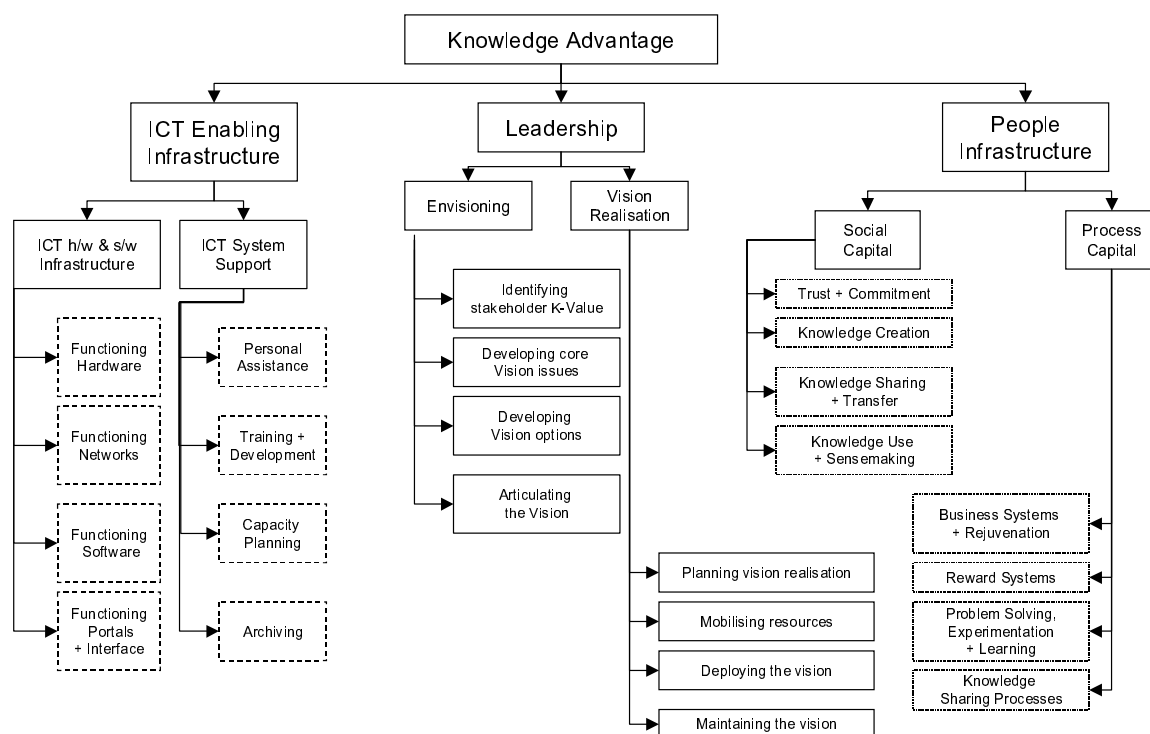 Knowledge Advantage
ICT Enabling
Infrastructure
Leadership
People
Infrastructure
ICT h/w & s/w
Infrastructure
ICT System
Support
Envisioning
Vision
Realisation
Social
Capital
Process
Capital
Functioning
Hardware
Functioning
Networks
Functioning
Software
Functioning
Portals
+ Interface
Personal
Assistance
Training +
Development
Capacity
Planning
Archiving
Identifying
stakeholder K-Value
Developing core
Vision issues
Developing
Vision options
Articulating
the Vision
Planning vision realisation
Mobilising resources
Deploying the vision
Maintaining the vision
Trust + Commitment
Knowledge Creation
Knowledge Sharing
+ Transfer
Knowledge Use
+ Sensemaking
Business Systems
+ Rejuvenation
Reward Systems
Problem Solving,
Experimentation
+ Learning
Knowledge
Sharing Processes